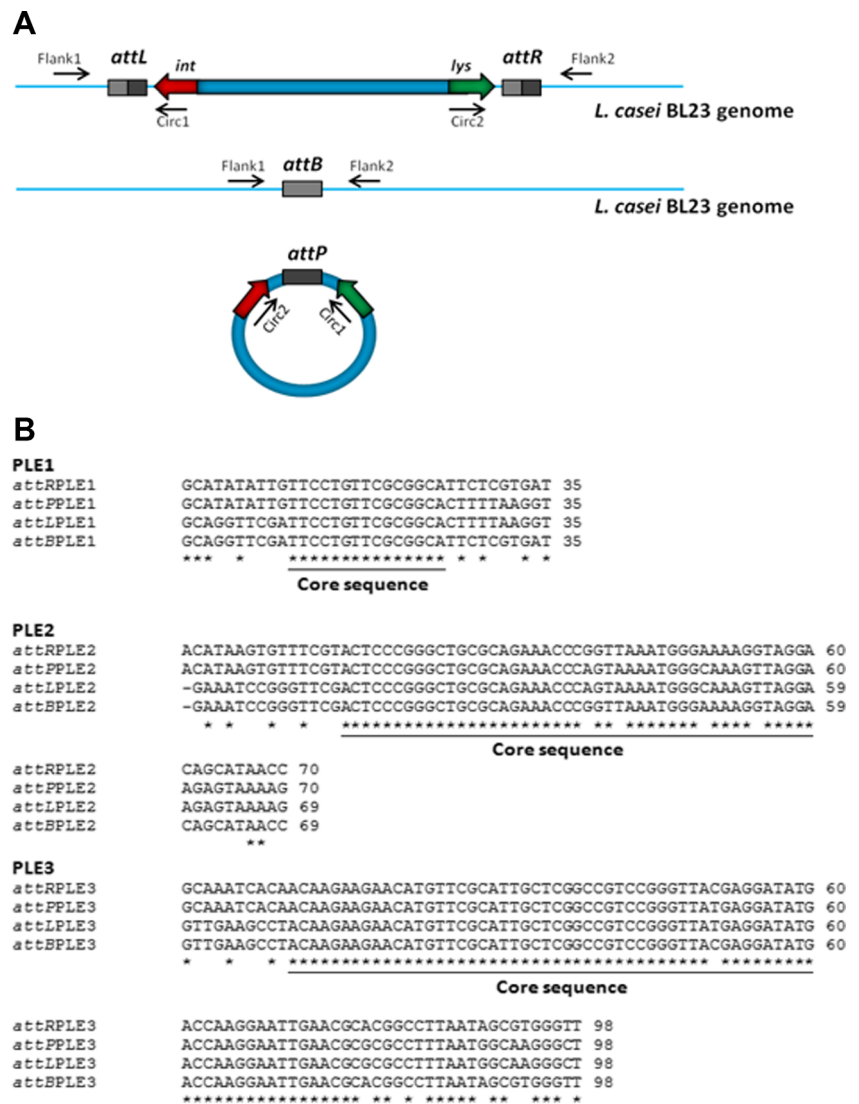 A
Flank1 attL int lys attR Flank2
Circ1 Circ2
L. casei BL23 genome
Flank1 attB Flank2
L. casei BL23 genome
attP
Circ2 Circ1
B
PLE1
attRPLE1 GCATATATTGTTCCTGTTCGCGGCATTCTCGTGAT 35
attPPLE1 GCATATATTGTTCCTGTTCGCGGCACTTTTAAGGT 35
attLPLE1 GCAGGTTCGATTCCTGTTCGCGGCACTTTTAAGGT 35
attBPLE1 GCAGGTTCGATTCCTGTTCGCGGCATTCTCGTGAT 35
*** * *************** * * * *
Core sequence
PLE2
attRPLE2 ACATAAGTGTTTCGTACTCCCGGGCTGCGCAGAAACCCGGTTAAATGGGAAAAGGTAGGA 60
attPPLE2 ACATAAGTGTTTCGTACTCCCGGGCTGCGCAGAAACCCAGTAAAATGGGCAAAGTTAGGA 60
attLPLE2 -GAAATCCGGGTTCGACTCCCGGGCTGCGCAGAAACCCAGTAAAATGGGCAAAGTTAGGA 59
attBPLE2 -GAAATCCGGGTTCGACTCCCGGGCTGCGCAGAAACCCGGTTAAATGGGAAAAGGTAGGA 59
* * * * *********************** ** ******* **** *****
Core sequence
attRPLE2 CAGCATAACC 70
attPPLE2 AGAGTAAAAG 70
attLPLE2 AGAGTAAAAG 69
attBPLE2 CAGCATAACC 69
**
PLE3
attRPLE3 GCAAATCACAACAAGAAGAACATGTTCGCATTGCTCGGCCGTCCGGGTTACGAGGATATG 60
attPPLE3 GCAAATCACAACAAGAAGAACATGTTCGCATTGCTCGGCCGTCCGGGTTATGAGGATATG 60
attLPLE3 GTTGAAGCCTACAAGAAGAACATGTTCGCATTGCTCGGCCGTCCGGGTTATGAGGATATG 60
attBPLE3 GTTGAAGCCTACAAGAAGAACATGTTCGCATTGCTCGGCCGTCCGGGTTACGAGGATATG 60
* * * **************************************** *********
Core sequence
attRPLE3 ACCAAGGAATTGAACGCACGGCCTTAATAGCGTGGGTT 98
attPPLE3 ACCAAGGAATTGAACGCGCGCCTTTAATGGCAAGGGCT 98
attLPLE3 ACCAAGGAATTGAACGCGCGCCTTTAATGGCAAGGGCT 98
attBPLE3 ACCAAGGAATTGAACGCACGGCCTTAATAGCGTGGGTT 98
***************** ** * ***** ** *** *